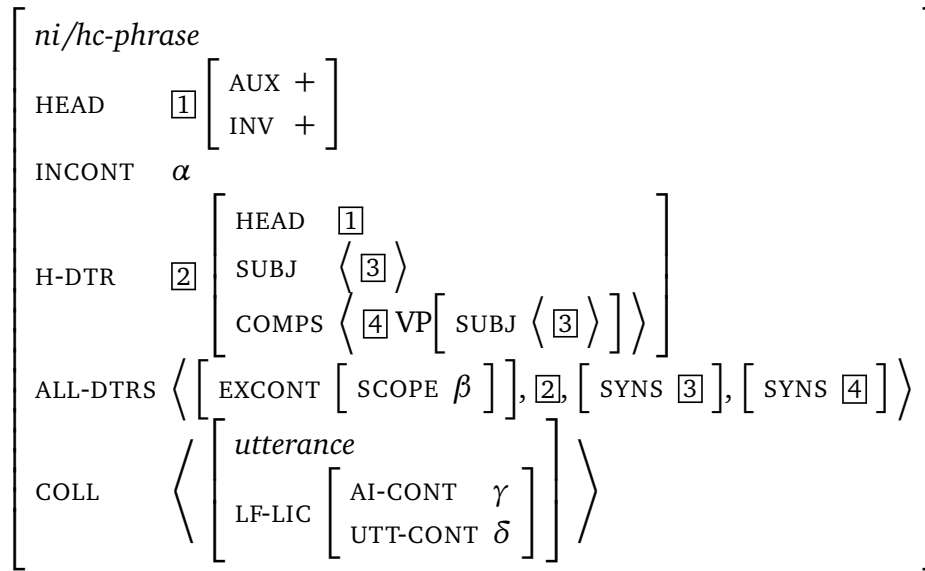 ni/hc-phrase
HEAD 1 [ AUX + INV + ]
INCONT α
H-DTR 2 [ HEAD 1
SUBJ ⟨ 3 ⟩
COMPS ⟨ 4 VP[ SUBJ ⟨ 3 ⟩ ] ⟩ ]
ALL-DTRS ⟨ [ EXCONT [ SCOPE β ] ], 2, [ SYNS 3 ], [ SYNS 4 ] ⟩
COLL ⟨ [ utterance
LF-LIC [ AI-CONT γ
UTT-CONT δ ] ] ⟩